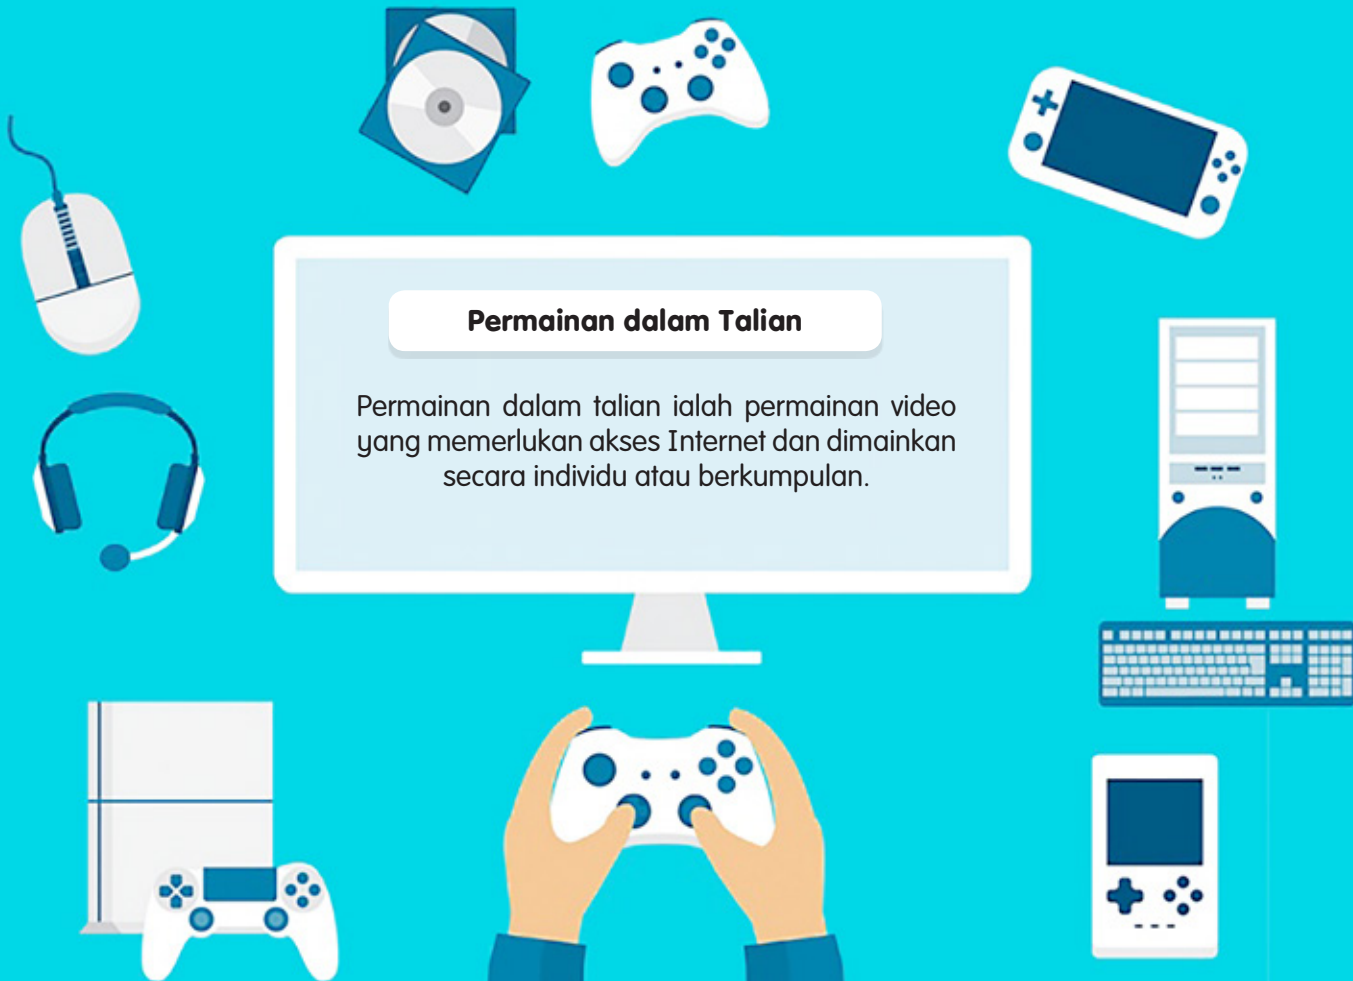 Permainan dalam Talian
Permainan dalam talian ialah permainan video
yang memerlukan akses Internet dan dimainkan
secara individu atau berkumpulan.